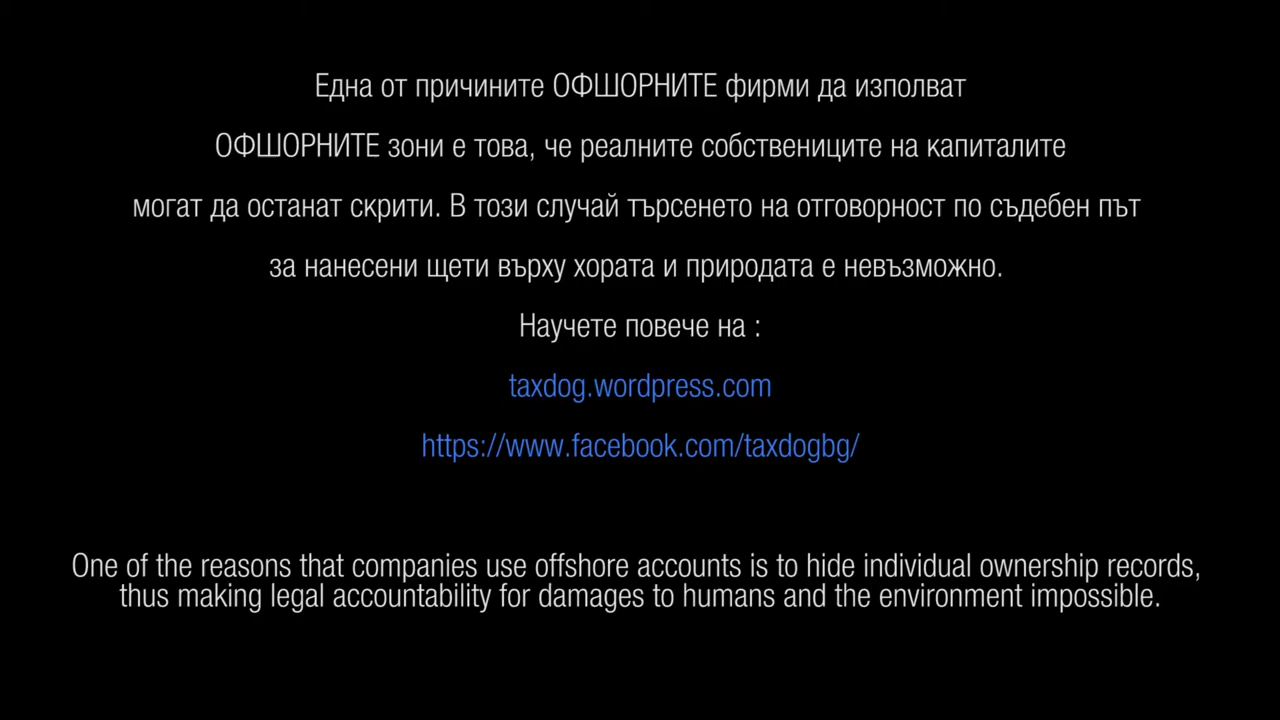 Една от причините ОФШОРНИТЕ фирми да изполват
ОФШОРНИТЕ зони е това, че реалните собствениците на капиталите
могат да останат скрити. В този случай търсенето на отговорност по съдебен път
за нанесени щети върху хората и природата е невъзможно.
Научете повече на :
taxdog.wordpress.com
https://www.facebook.com/taxdogbg/
One of the reasons that companies use offshore accounts is to hide individual ownership records,
thus making legal accountability for damages to humans and the environment impossible.